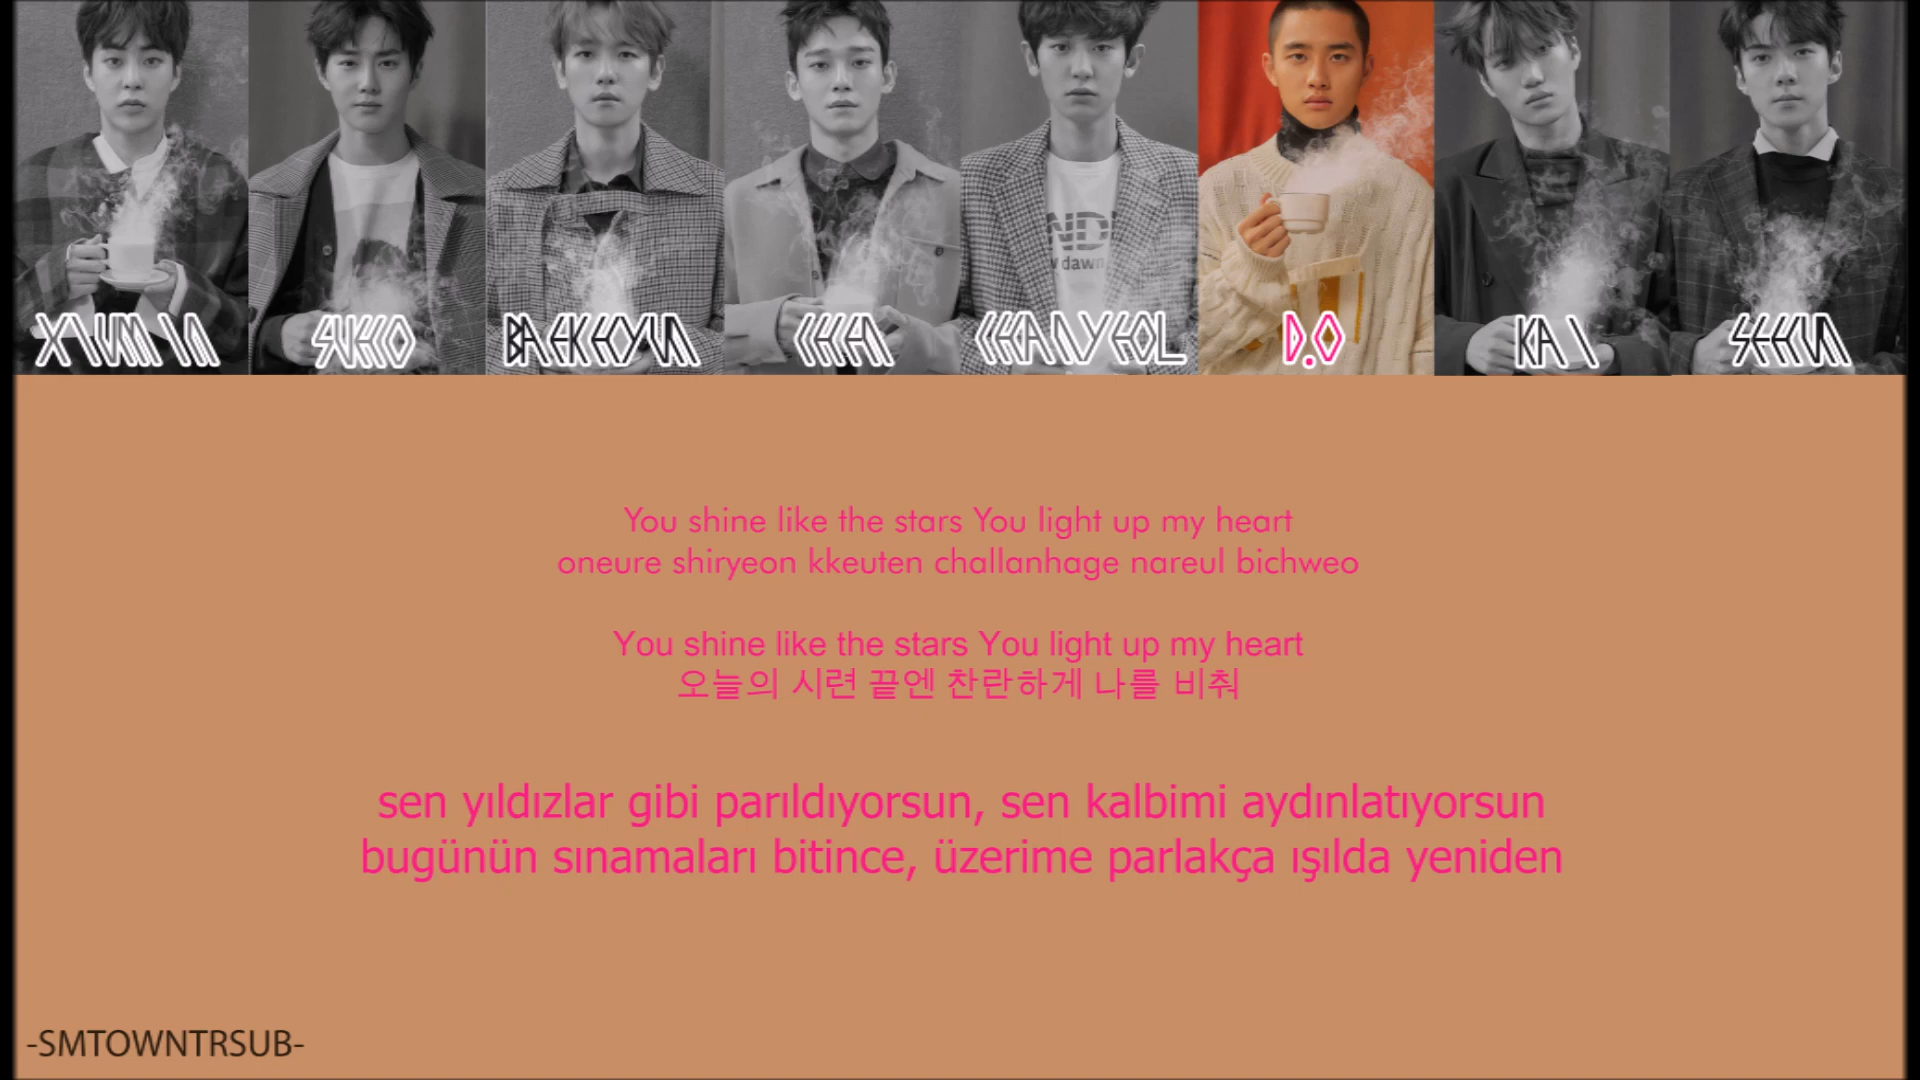 XIUMIN SUHO BAEKHYUN CHEN CHANYEOL D.O KAI SEHUN
ND
w dawn
You shine like the stars You light up my heart
oneure shiryeon kkeuten challanhage nareul bichweo
You shine like the stars You light up my heart
오늘의 시련 끝엔 찬란하게 나를 비춰
sen yıldızlar gibi parıldıyorsun, sen kalbimi aydınlatıyorsun
bugünün sınamaları bitince, üzerime parlakça ışılda yeniden
-SMTOWNTRSUB-